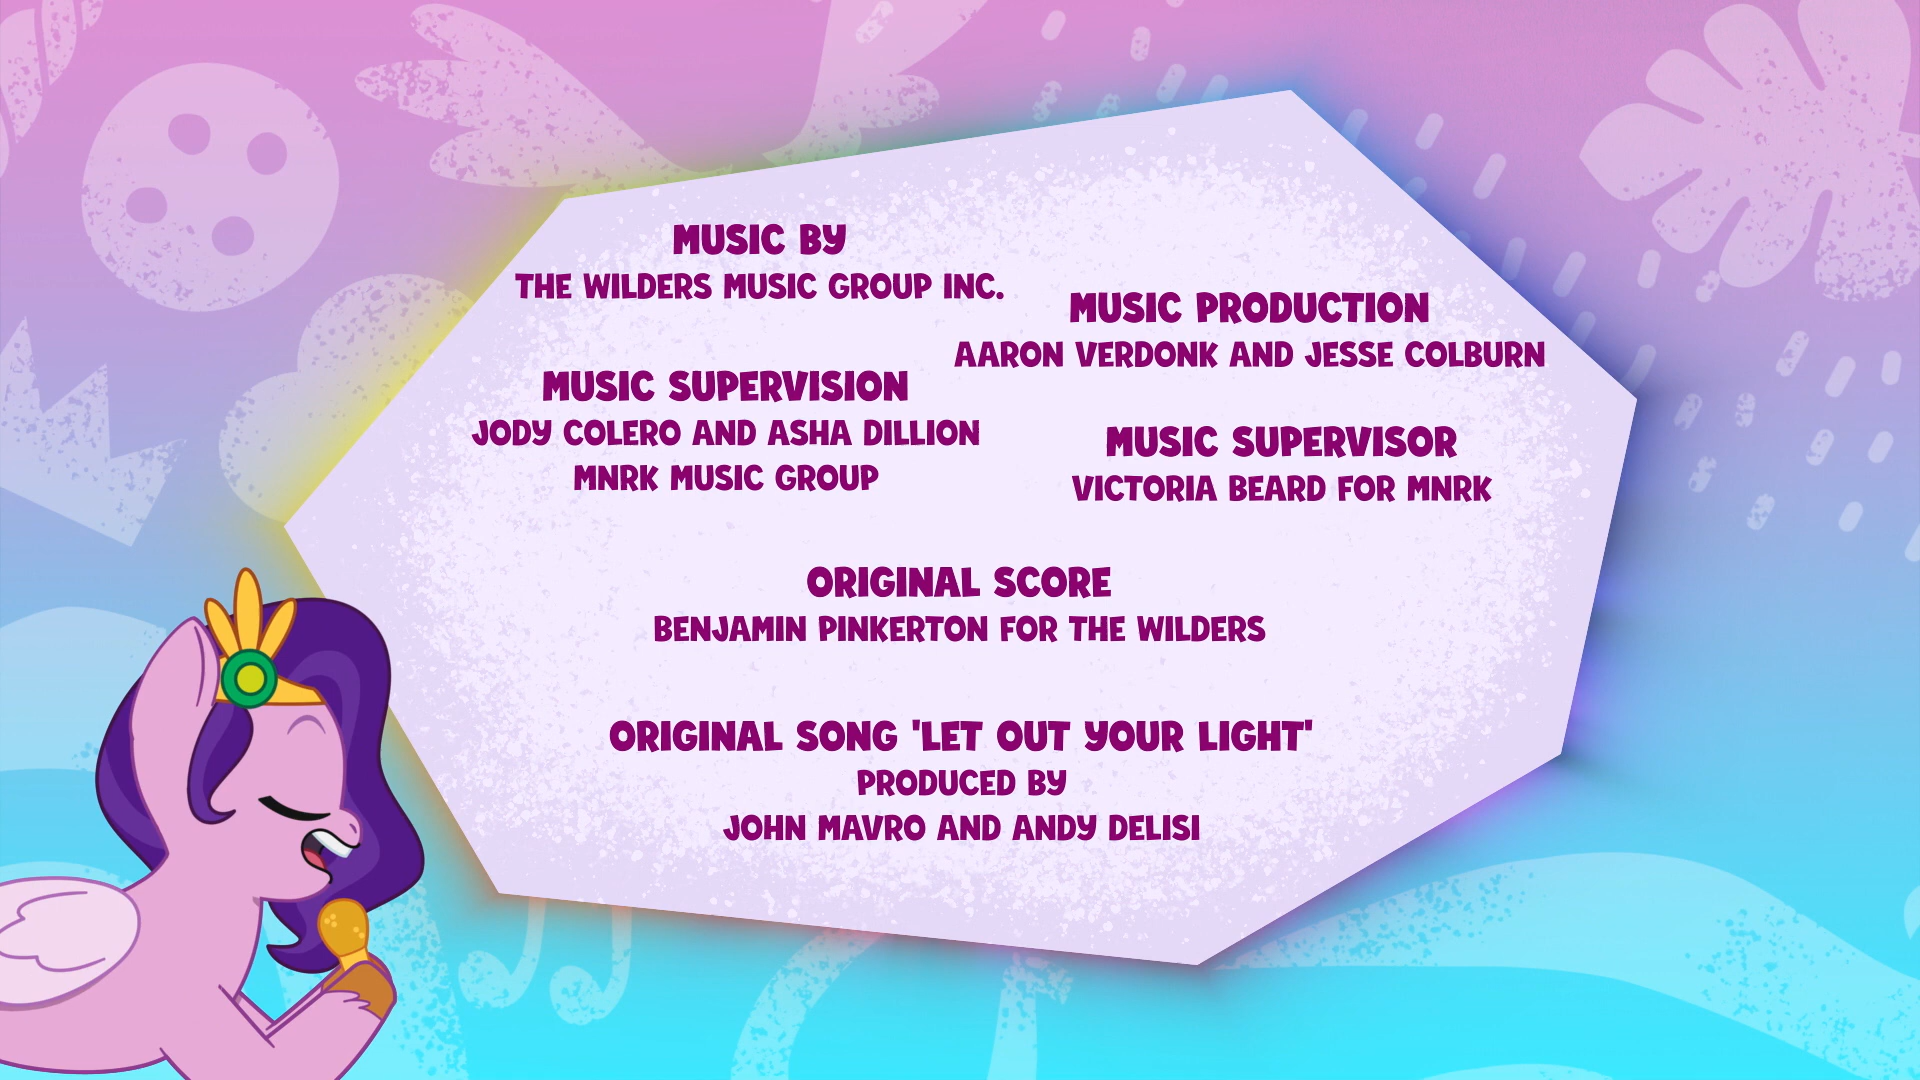 MUSIC BY
THE WILDERS MUSIC GROUP INC.
MUSIC PRODUCTION
AARON VERDONK AND JESSE COLBURN
MUSIC SUPERVISION
JODY COLERO AND ASHA DILLION
MNRK MUSIC GROUP
MUSIC SUPERVISOR
VICTORIA BEARD FOR MNRK
ORIGINAL SCORE
BENJAMIN PINKERTON FOR THE WILDERS
ORIGINAL SONG 'LET OUT YOUR LIGHT'
PRODUCED BY
JOHN MAVRO AND ANDY DELISI